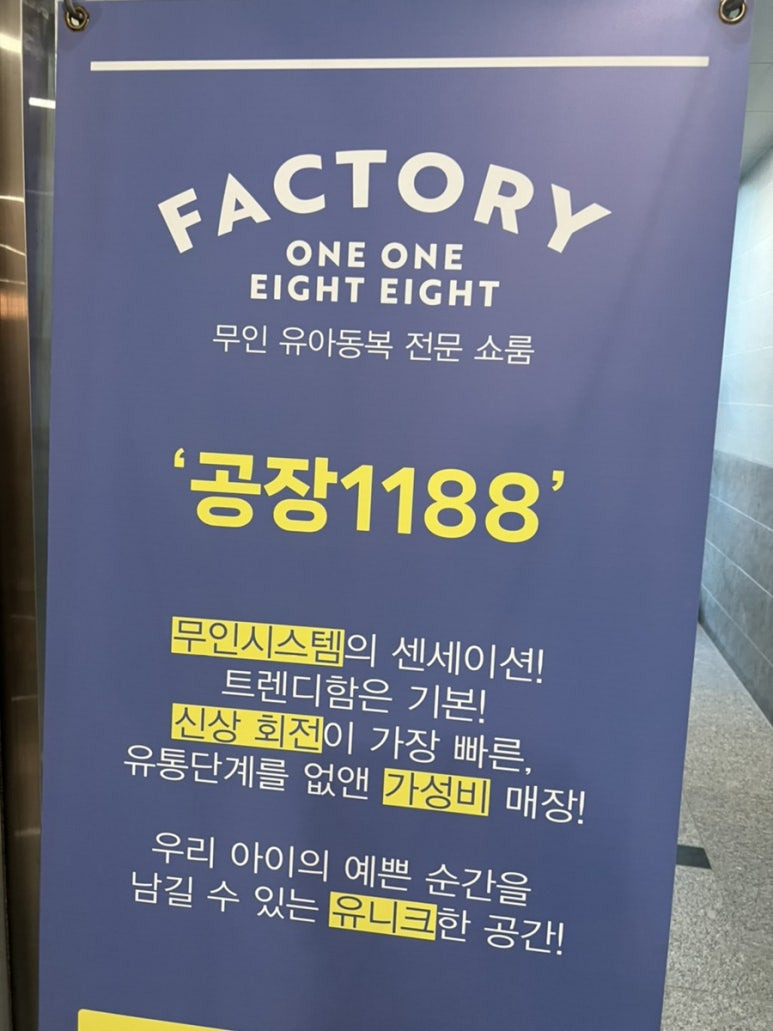 FACTORY
ONE ONE
EIGHT EIGHT
무인 유아동복 전문 쇼룸
‘공장1188’
무인시스템의 센세이션!
트렌디함은 기본!
신상 회전이 가장 빠른,
유통단계를 없앤 가성비 매장!
우리 아이의 예쁜 순간을
남길 수 있는 유니크한 공간!